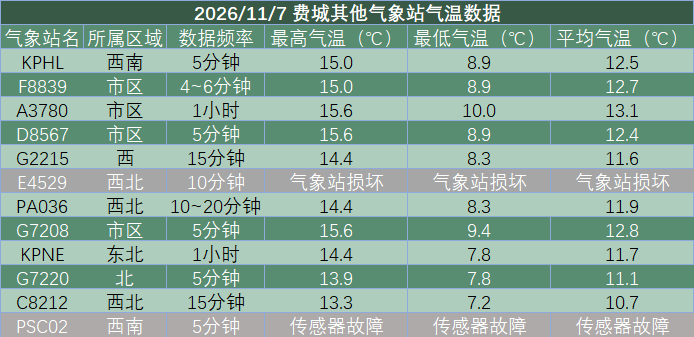 2026/11/7 费城其他气象站气温数据
气象站名 所属区域 数据频率 最高气温（℃） 最低气温（℃） 平均气温（℃）
KPHL 西南 5分钟 15.0 8.9 12.5
F8839 市区 4~6分钟 15.0 8.9 12.7
A3780 市区 1小时 15.6 10.0 13.1
D8567 市区 5分钟 15.6 8.9 12.4
G2215 西 15分钟 14.4 8.3 11.6
E4529 西北 10分钟 气象站损坏 气象站损坏 气象站损坏
PA036 西北 10~20分钟 14.4 8.3 11.9
G7208 市区 5分钟 15.6 9.4 12.8
KPNE 东北 1小时 14.4 7.8 11.7
G7220 北 5分钟 13.9 7.8 11.1
C8212 西北 15分钟 13.3 7.2 10.7
PSC02 西南 5分钟 传感器故障 传感器故障 传感器故障